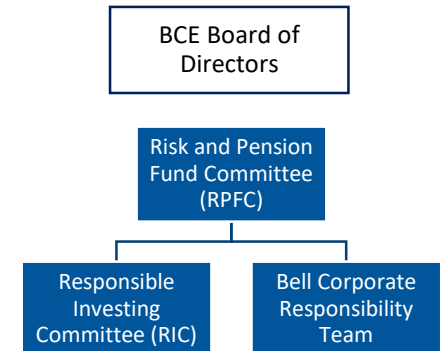 BCE Board of
Directors
Risk and Pension
Fund Committee
(RPFC)
Responsible
Investing
Committee (RIC)
Bell Corporate
Responsibility
Team